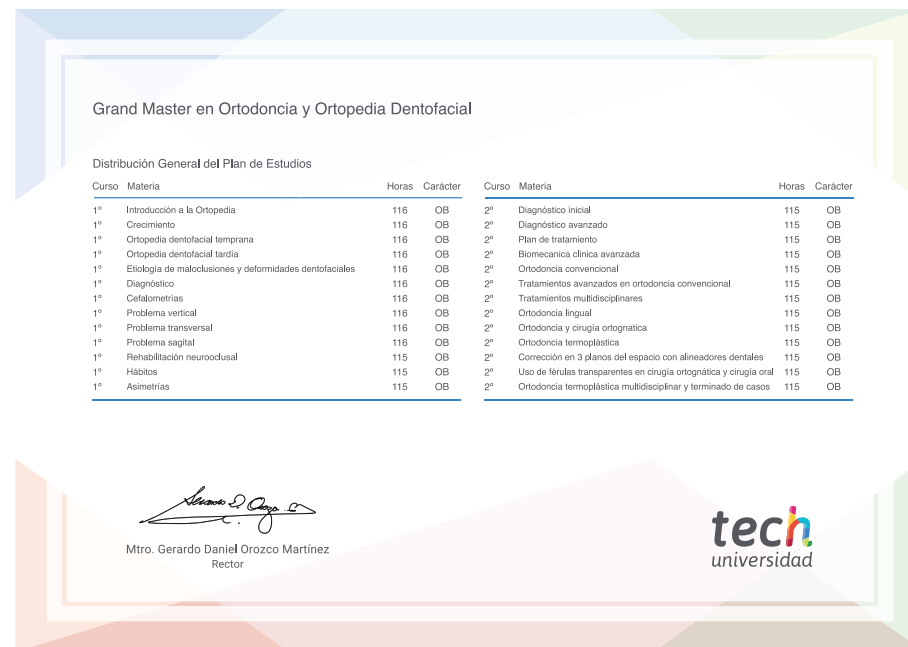 Grand Master en Ortodoncia y Ortopedia Dentofacial
Distribución General del Plan de Estudios
Curso Materia Horas Carácter
1º Introducción a la Ortopedia 116 OB
1º Crecimiento 116 OB
1º Ortopedia dentofacial temprana 116 OB
1º Ortopedia dentofacial tardía 116 OB
1º Etiología de maloclusiones y deformidades dentofaciales 116 OB
1º Diagnóstico 116 OB
1º Cefalometrías 116 OB
1º Problema vertical 116 OB
1º Problema transversal 116 OB
1º Problema sagital 116 OB
1º Rehabilitación neurooclusal 115 OB
1º Hábitos 115 OB
1º Asimetrías 115 OB
Curso Materia Horas Carácter
2º Diagnóstico inicial 115 OB
2º Diagnóstico avanzado 115 OB
2º Plan de tratamiento 115 OB
2º Biomecanica clinica avanzada 115 OB
2º Ortodoncia convencional 115 OB
2º Tratamientos avanzados en ortodoncia convencional 115 OB
2º Tratamientos multidisciplinares 115 OB
2º Ortodoncia lingual 115 OB
2º Ortodoncia y cirugía ortognatica 115 OB
2º Ortodoncia termoplástica 115 OB
2º Corrección en 3 planos del espacio con alineadores dentales 115 OB
2º Uso de férulas transparentes en cirugía ortognática y cirugía oral 115 OB
2º Ortodoncia termoplástica multidisciplinar y terminado de casos 115 OB
Mtro. Gerardo Daniel Orozco Martínez
Rector
tech
universidad